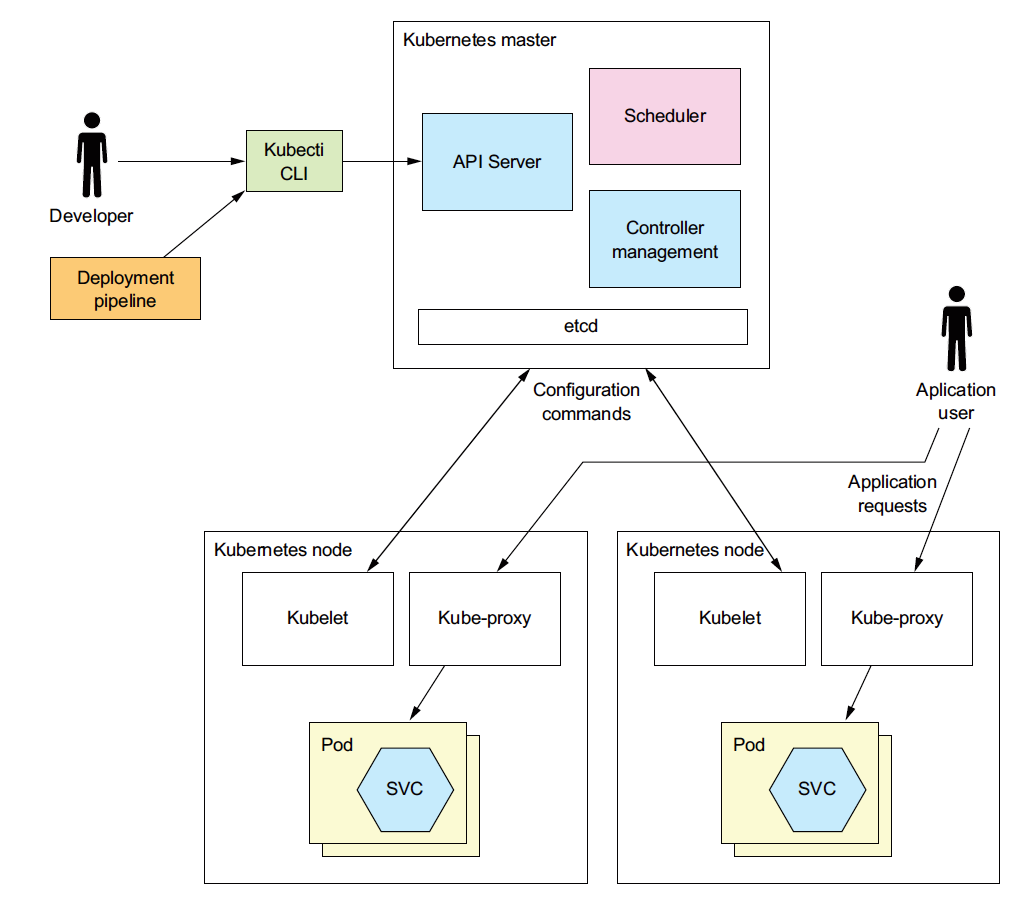 Kubernetes master
Scheduler
Kubecti
CLI
API Server
Developer
Controller
management
Deployment
pipeline
etcd
Configuration
commands
Aplication
user
Application
requests
Kubernetes node
Kubelet
Kube-proxy
Pod
SVC
Kubernetes node
Kubelet
Kube-proxy
Pod
SVC